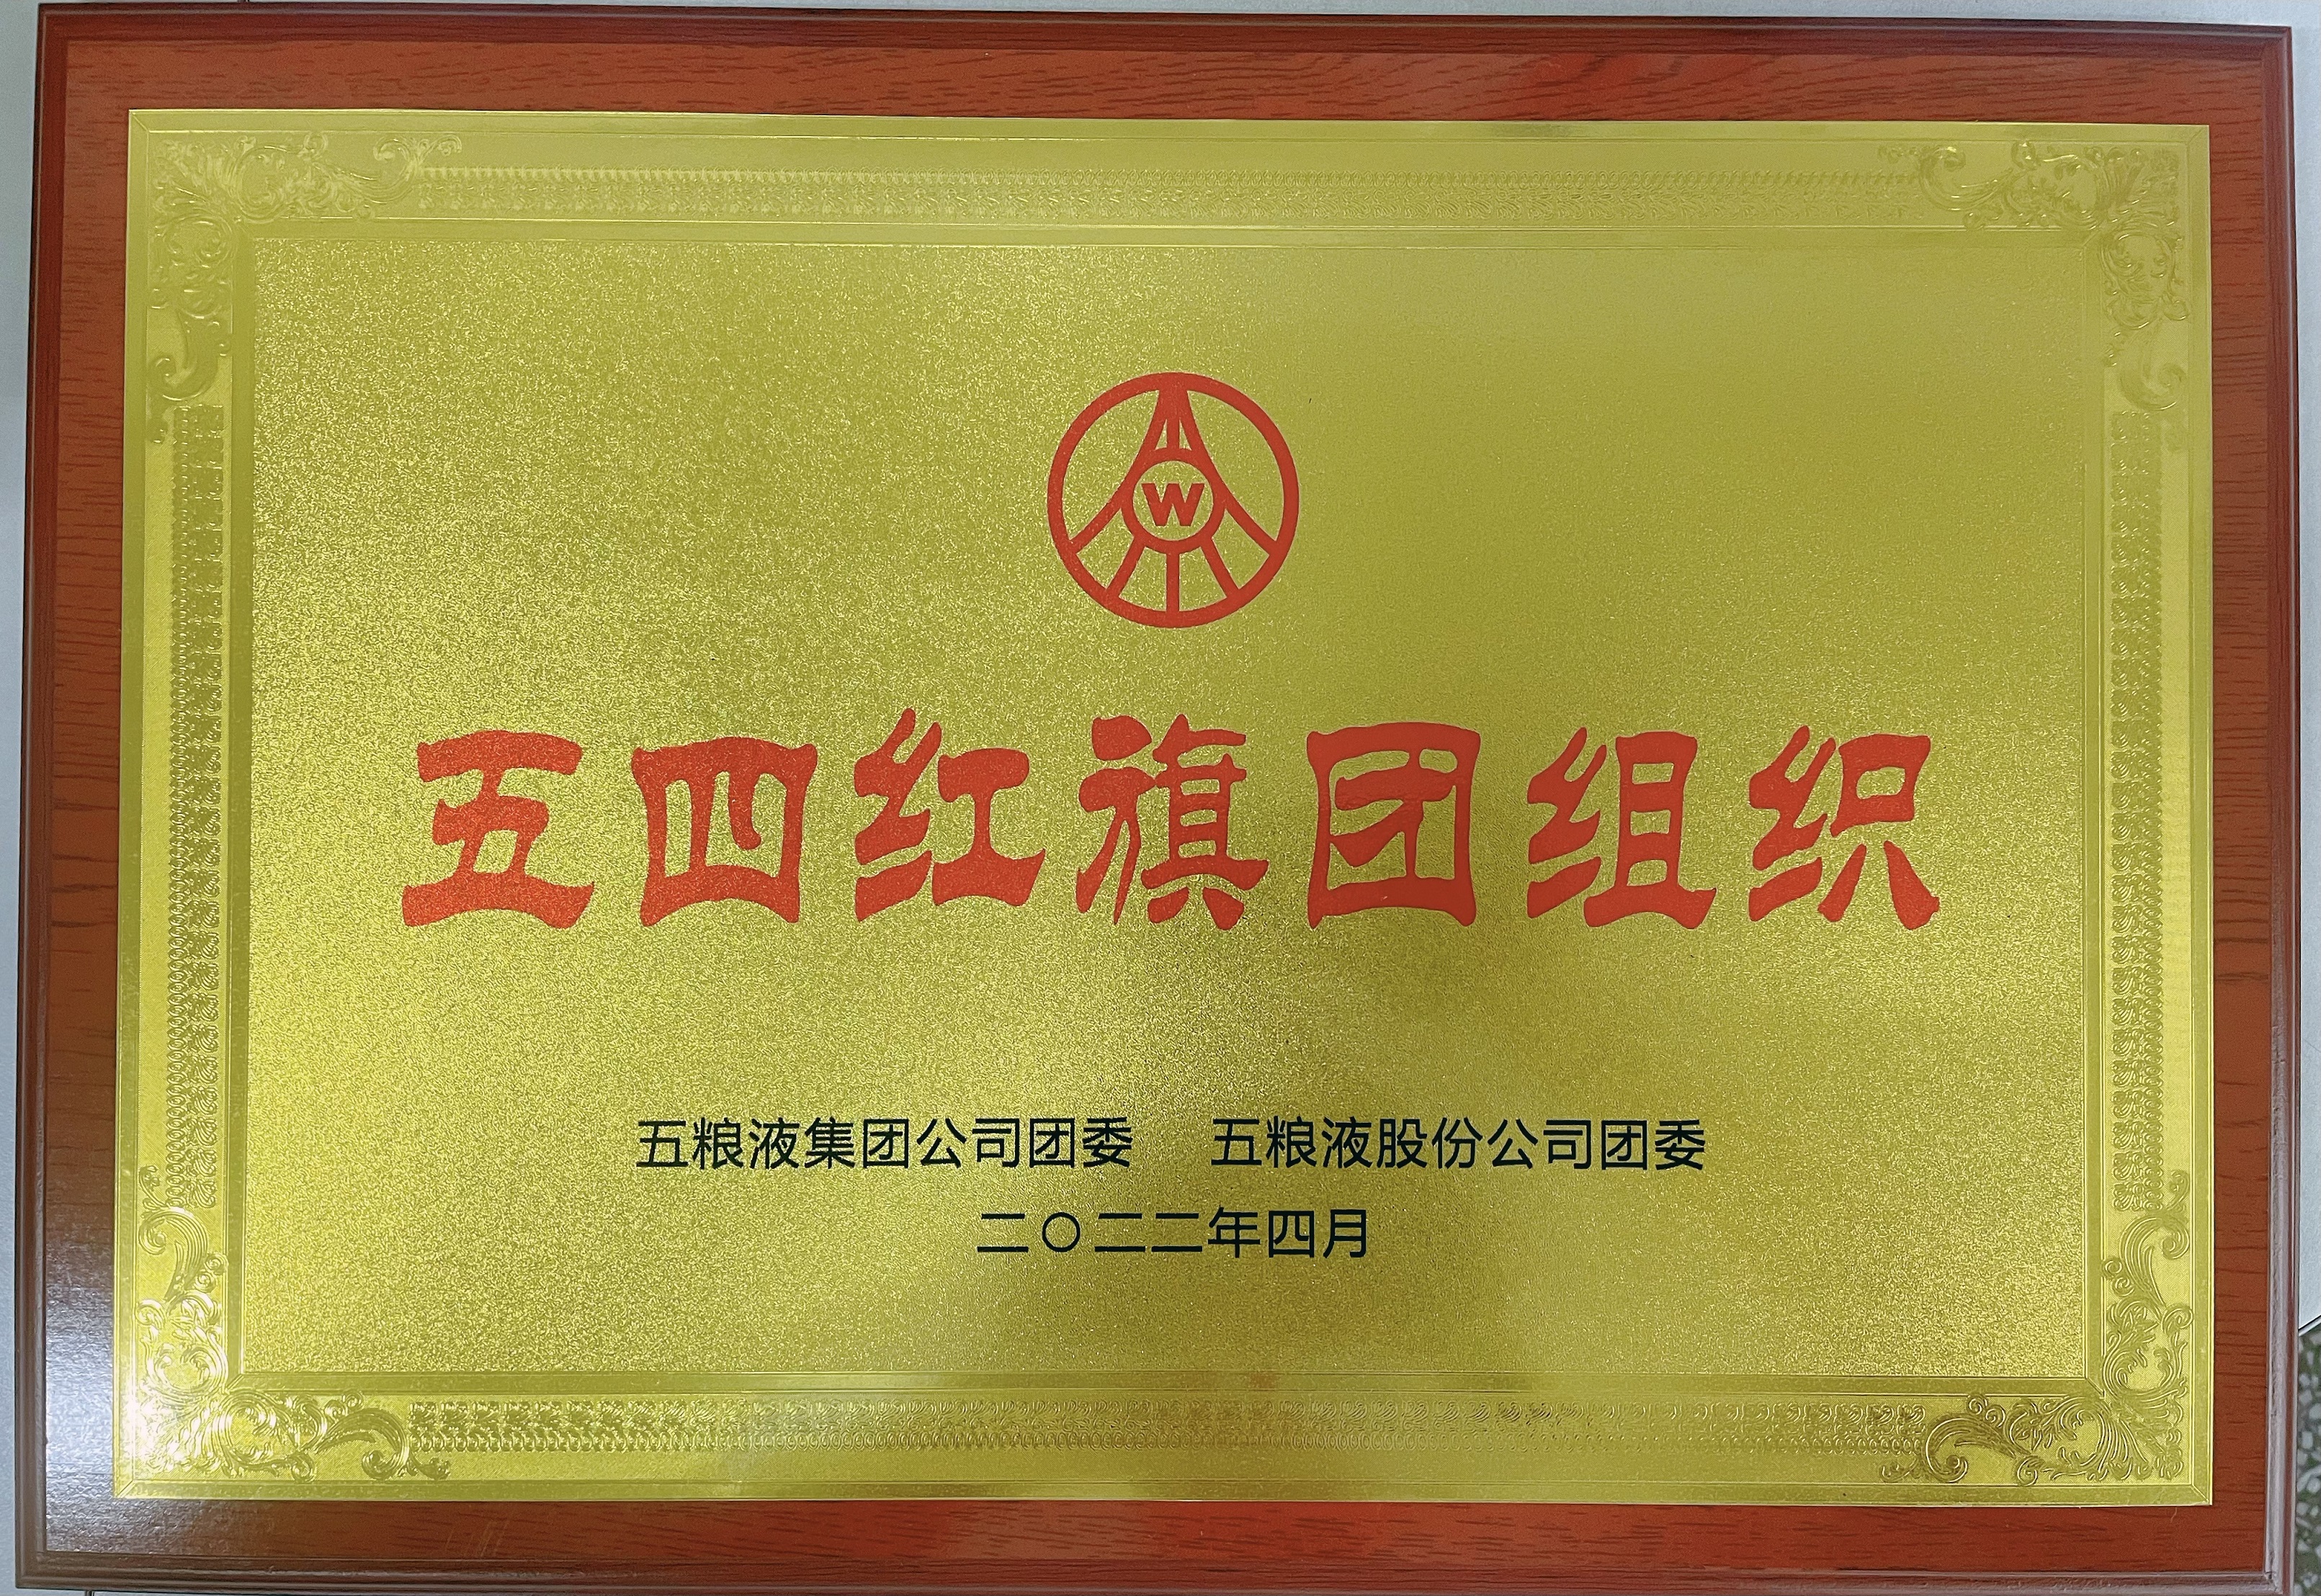 W
五四红旗团组织
五粮液集团公司团委 五粮液股份公司团委
二〇二二年四月